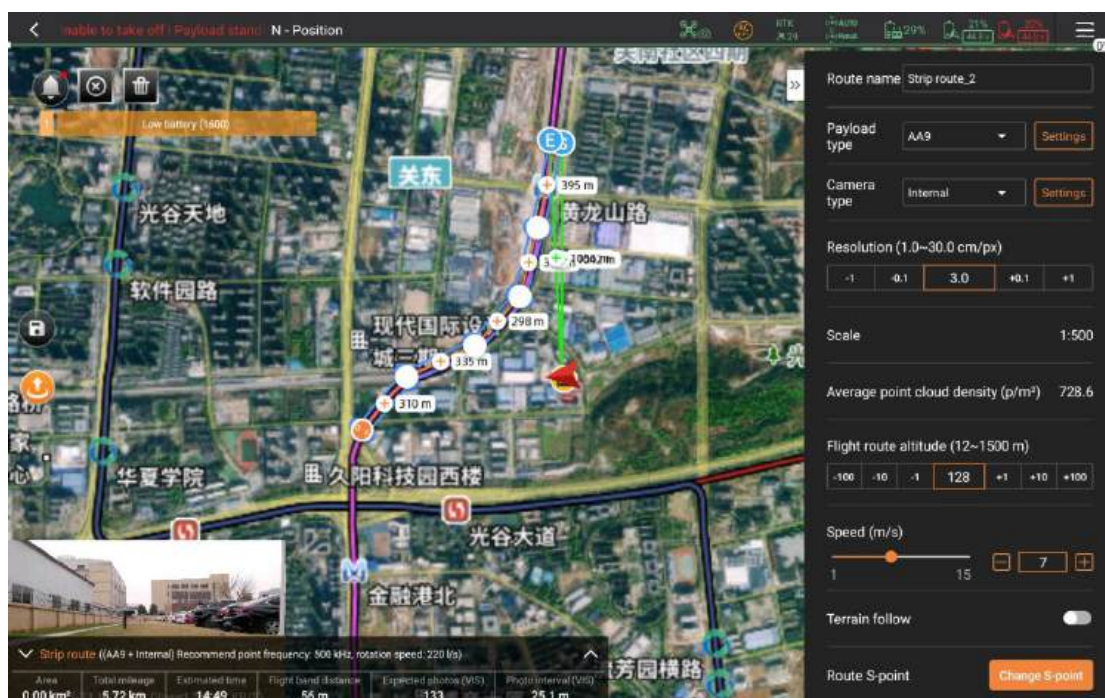 nable to take off ! Payload stand N - Position
RTK
24
29%
21%
Low battery (1600)
Route name Strip route_2
Payload type AA9 Settings
Camera type Internal Settings
Resolution (1.0~30.0 cm/px)
-1 -0.1 3.0 +0.1 +1
Scale 1:500
Average point cloud density (p/m²) 728.6
Flight route altitude (12~1500 m)
-100 -10 -1 128 +1 +10 +100
Speed (m/s)
1 15 7
Terrain follow
Route S-point Change S-point
E S
395 m
关东
黄龙山路
光谷天地
软件园路
298 m
现代国际设
城二期
335 m
310 m
华夏学院
久阳科技园西楼
光谷大道
金融港北
芳园横路
Strip route ((AA9 + Internal) Recommend point frequency: 500 kHz, rotation speed: 220 l/s)
Area Total mileage Estimated time Flight band distance Expected photos (VIS) Photo interval (VIS)
0.00 km² 5.72 km 14:49 56 m 133 25.1 m